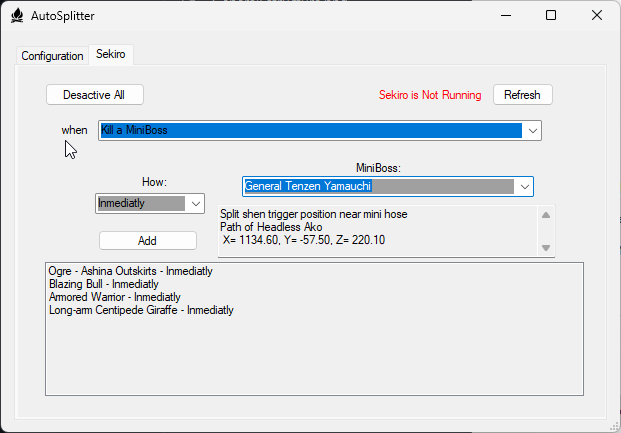 AutoSplitter
Configuration
Sekiro
Desactive All
Sekiro is Not Running
Refresh
when
Kill a MiniBoss
MiniBoss:
How:
General Tenzen Yamauchi
Inmediatly
Split shen trigger position near mini hose
Path of Headless Ako
X= 1134.60, Y= -57.50, Z= 220.10
Add
Ogre - Ashina Outskirts - Inmediatly
Blazing Bull - Inmediatly
Armored Warrior - Inmediatly
Long-arm Centipede Giraffe - Inmediatly